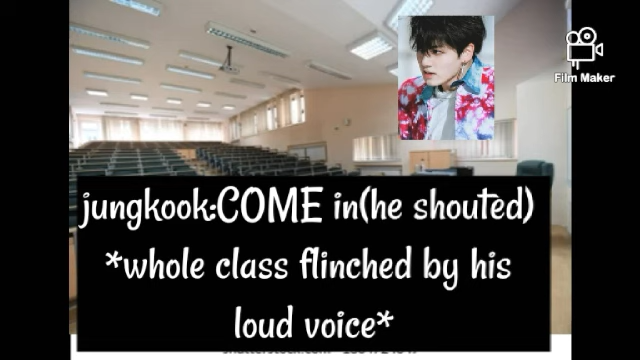 Film Maker
jungkook:COME in(he shouted)
*whole class flinched by his
loud voice*